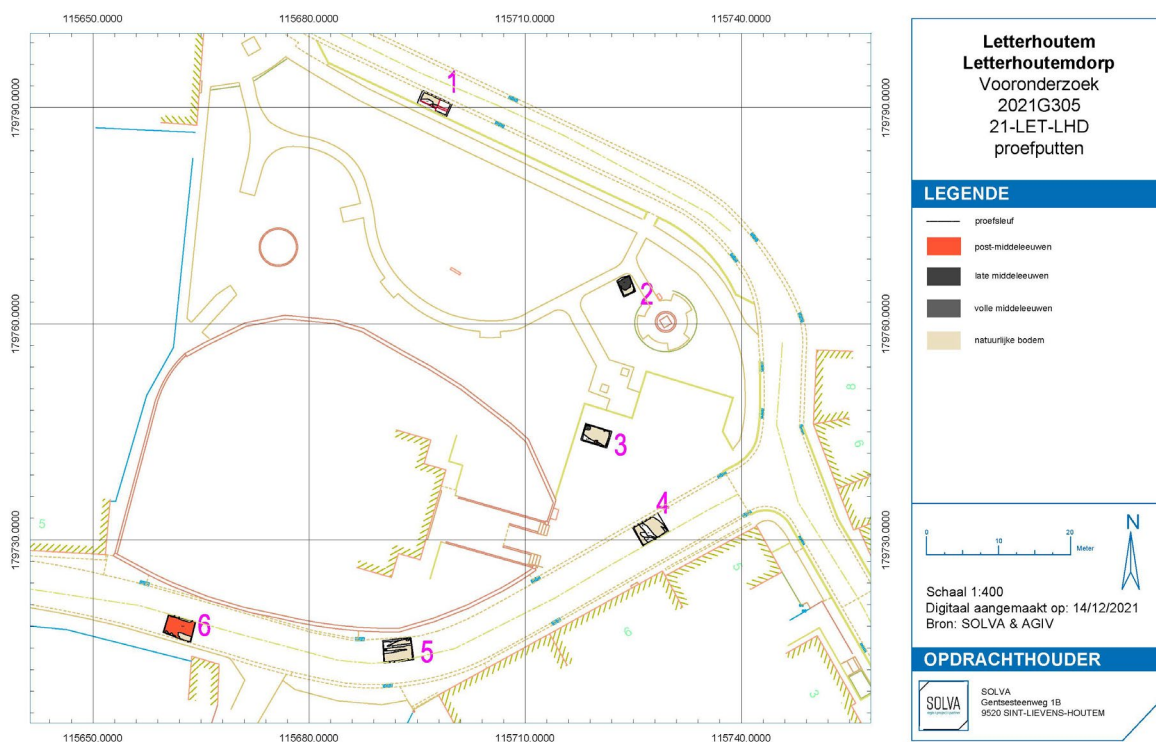 115650.0000
115680.0000
115710.0000
115740.0000
179790.0000
179790.0000
179760.0000
179760.0000
179730.0000
179730.0000
1
2
3
4
5
6
8
6
5
5
6
3
115650.0000
115680.0000
115710.0000
115740.0000
Letterhoutem
Letterhoutemdorp
Vooronderzoek
2021G305
21-LET-LHD
proefputten
LEGENDE
proefsleuf
post-middeleeuwen
late middeleeuwen
volle middeleeuwen
natuurlijke bodem
0 10 20
Meter
N
Schaal 1:400
Digitaal aangemaakt op: 14/12/2021
Bron: SOLVA & AGIV
OPDRACHTHOUDER
SOLVA
SOLVA
Gentsesteenweg 1B
9520 SINT-LIEVENS-HOUTEM